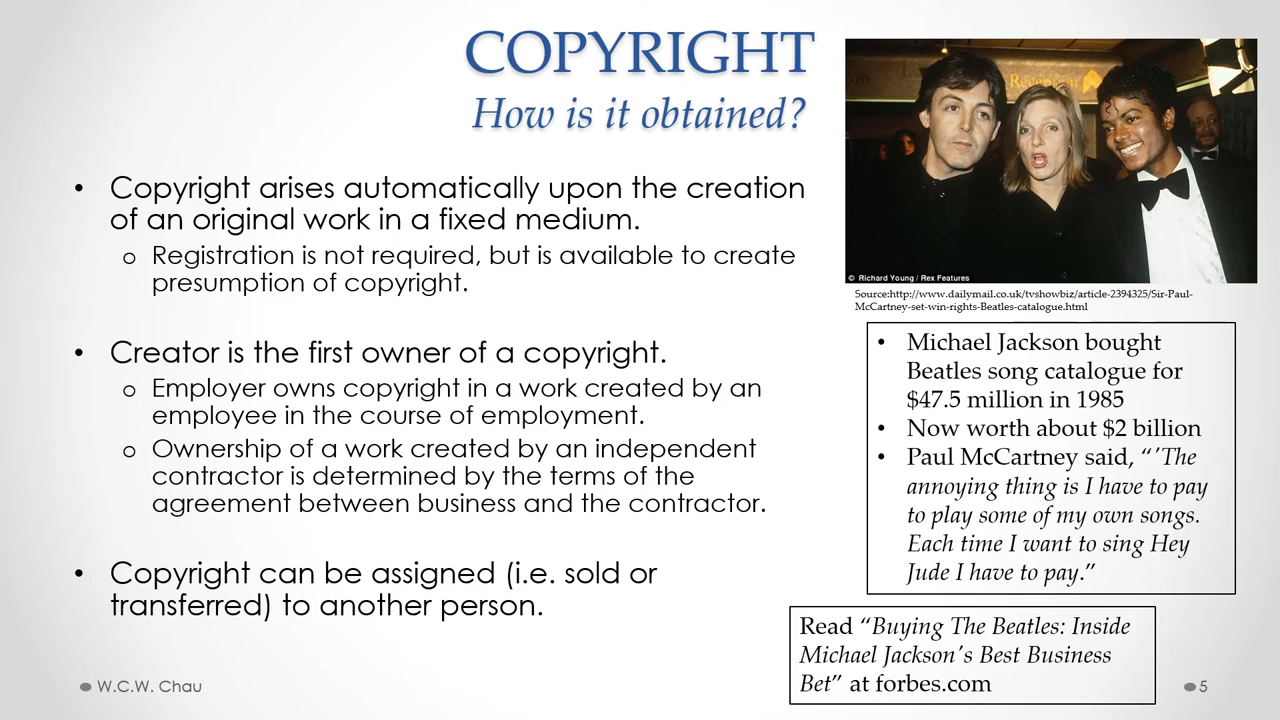 COPYRIGHT
How is it obtained?
• Copyright arises automatically upon the creation
of an original work in a fixed medium.
o Registration is not required, but is available to create
presumption of copyright.
• Creator is the first owner of a copyright.
o Employer owns copyright in a work created by an
employee in the course of employment.
o Ownership of a work created by an independent
contractor is determined by the terms of the
agreement between business and the contractor.
• Copyright can be assigned (i.e. sold or
transferred) to another person.
Reception
© Richard Young / Rex Features
Source:http://www.dailymail.co.uk/tvshowbiz/article-2394325/Sir-Paul-
McCartney-set-win-rights-Beatles-catalogue.html
• Michael Jackson bought
Beatles song catalogue for
$47.5 million in 1985
• Now worth about $2 billion
• Paul McCartney said, “'The
annoying thing is I have to pay
to play some of my own songs.
Each time I want to sing Hey
Jude I have to pay.”
Read “Buying The Beatles: Inside
Michael Jackson's Best Business
Bet” at forbes.com
W.C.W. Chau
5